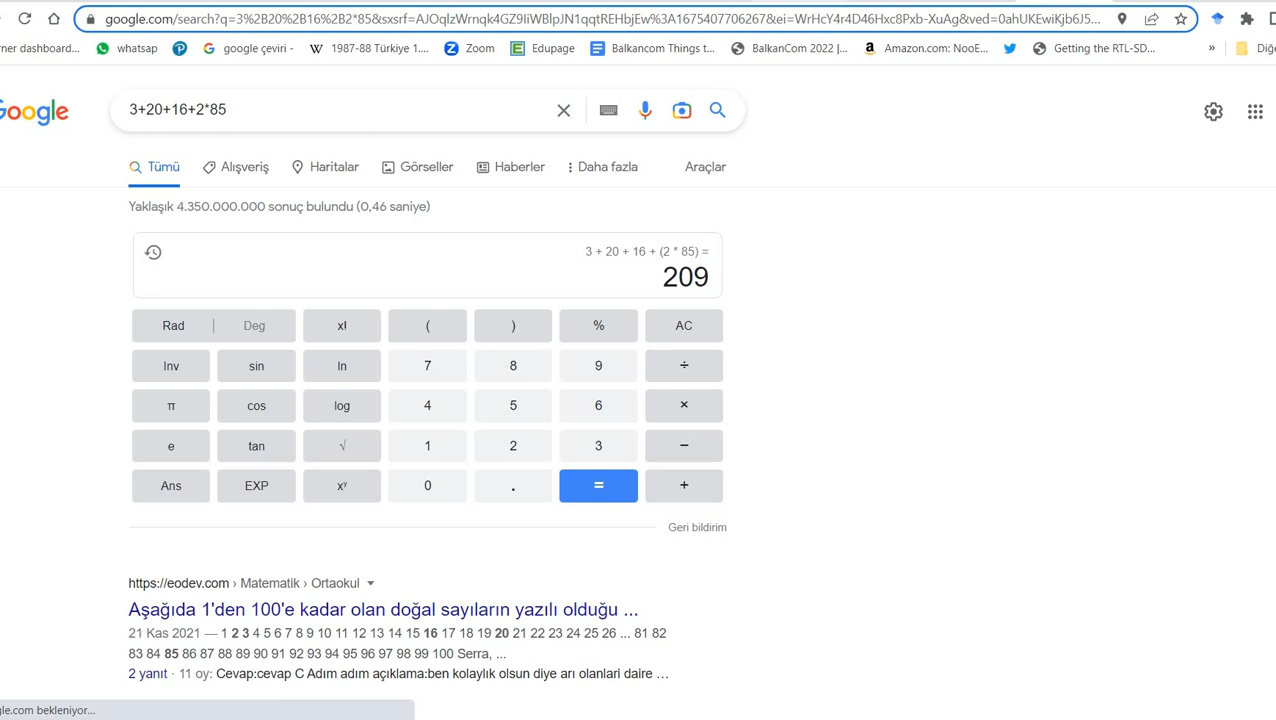 google.com/search?q=3%2B20%2B16%2B2*85&sxsrf=AJOqlzWrnqk4GZ9IiWBlpJN1qqtREHbjEw%3A1675407706267&ei=WrHcY4r4D46Hxc8Pxb-XuAg&ved=0ahUKEwiKjb6J5...
rner dashboard... whatsap google çeviri - 1987-88 Türkiye 1.... Zoom Edupage Balkancom Things t... BalkanCom 2022 |... Amazon.com: NooE... Getting the RTL-SD... » Diğe
Google
3+20+16+2*85
Tümü Alışveriş Haritalar Görseller Haberler Daha fazla Araçlar
Yaklaşık 4.350.000.000 sonuç bulundu (0,46 saniye)
3 + 20 + 16 + (2 * 85) =
209
Rad | Deg x! ( ) % AC
Inv sin ln 7 8 9 ÷
π cos log 4 5 6 ×
e tan √ 1 2 3 −
Ans EXP xʸ 0 . = +
Geri bildirim
https://eodev.com › Matematik › Ortaokul
Aşağıda 1'den 100'e kadar olan doğal sayıların yazılı olduğu ...
21 Kas 2021 — 1 2 3 4 5 6 7 8 9 10 11 12 13 14 15 16 17 18 19 20 21 22 23 24 25 26 ... 81 82
83 84 85 86 87 88 89 90 91 92 93 94 95 96 97 98 99 100 Serra, ...
2 yanıt · 11 oy: Cevap:cevap C Adım adım açıklama:ben kolaylık olsun diye arı olanlari daire ...
gle.com bekleniyor...